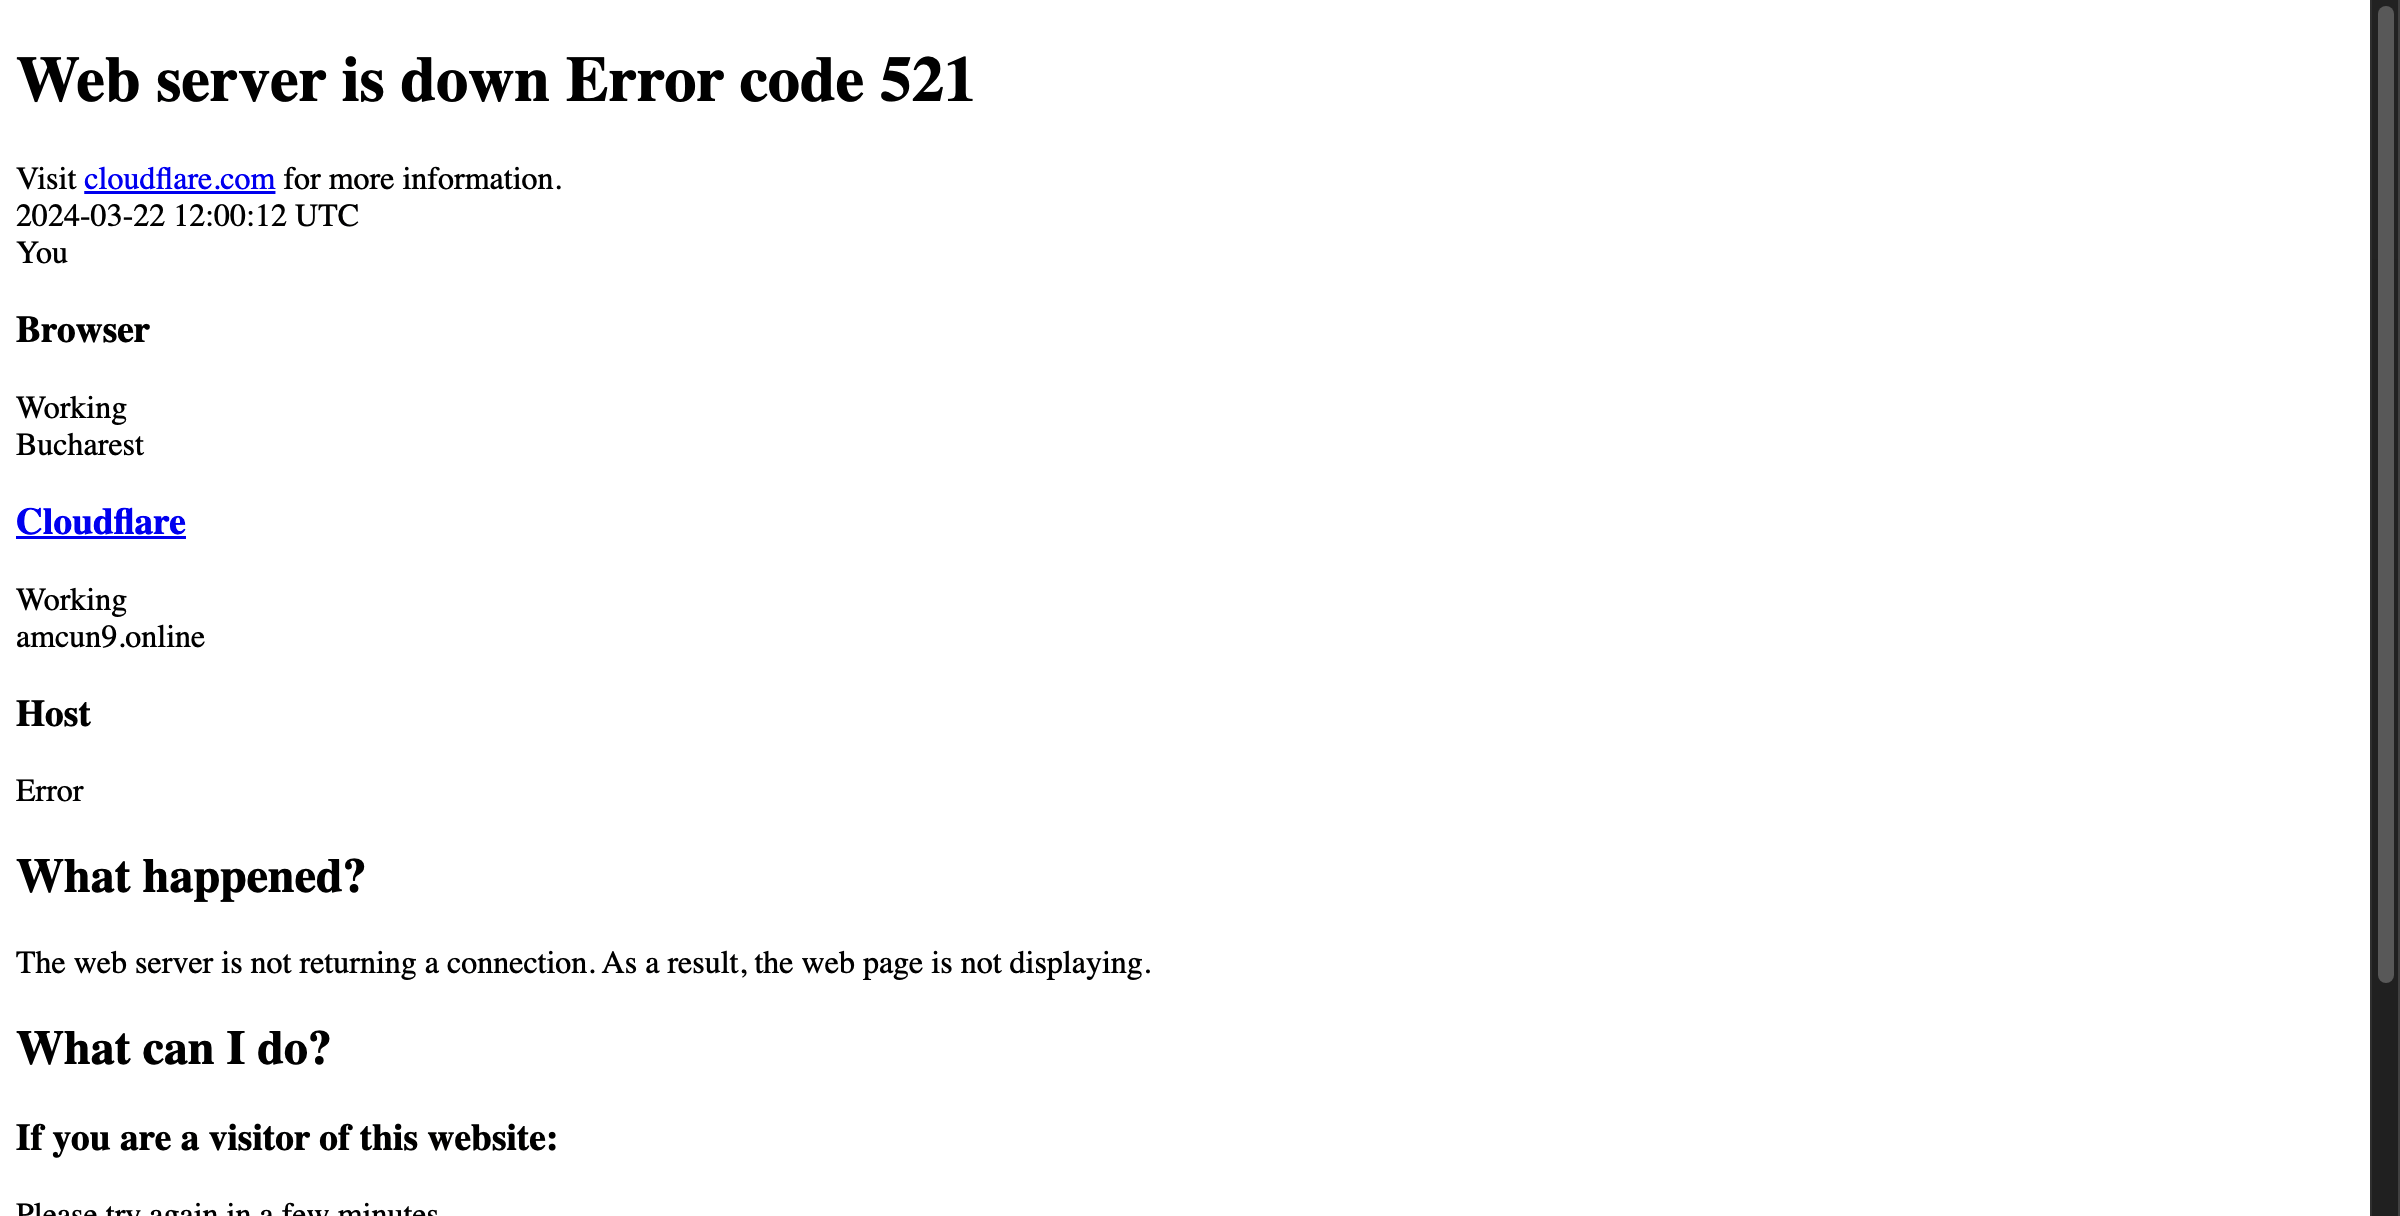 Web server is down Error code 521
Visit cloudflare.com for more information.
2024-03-22 12:00:12 UTC
You
Browser
Working
Bucharest
Cloudflare
Working
amcun9.online
Host
Error
What happened?
The web server is not returning a connection. As a result, the web page is not displaying.
What can I do?
If you are a visitor of this website:
Please try again in a few minutes